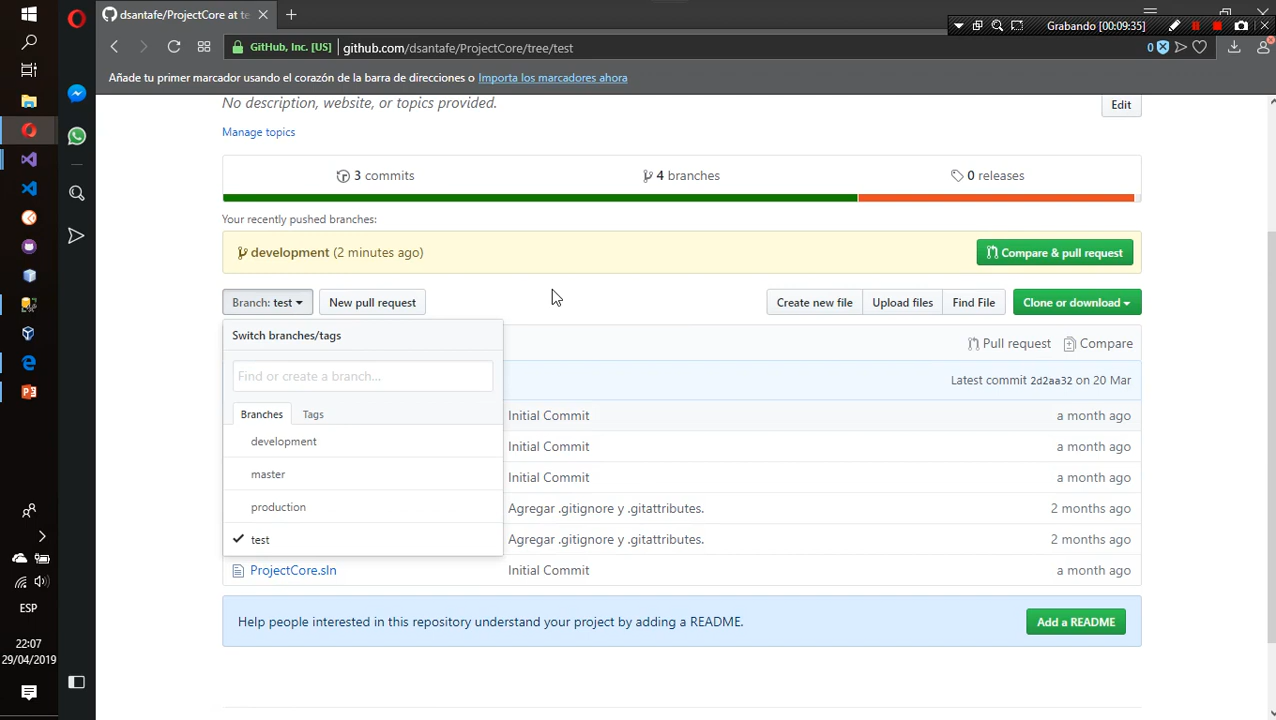 dsantafe/ProjectCore at te
Grabando [00:09:35]
GitHub, Inc. [US]
github.com/dsantafe/ProjectCore/tree/test
0
Añade tu primer marcador usando el corazón de la barra de direcciones o Importa los marcadores ahora
No description, website, or topics provided.
Edit
Manage topics
3 commits
4 branches
0 releases
Your recently pushed branches:
development (2 minutes ago)
Compare & pull request
Branch: test
New pull request
Create new file
Upload files
Find File
Clone or download
Switch branches/tags
Pull request
Compare
Find or create a branch...
Latest commit 2d2aa32 on 20 Mar
Branches
Tags
Initial Commit
a month ago
development
Initial Commit
a month ago
master
Initial Commit
a month ago
production
Agregar .gitignore y .gitattributes.
2 months ago
test
Agregar .gitignore y .gitattributes.
2 months ago
ProjectCore.sln
Initial Commit
a month ago
Help people interested in this repository understand your project by adding a README.
Add a README
ESP
22:07
29/04/2019